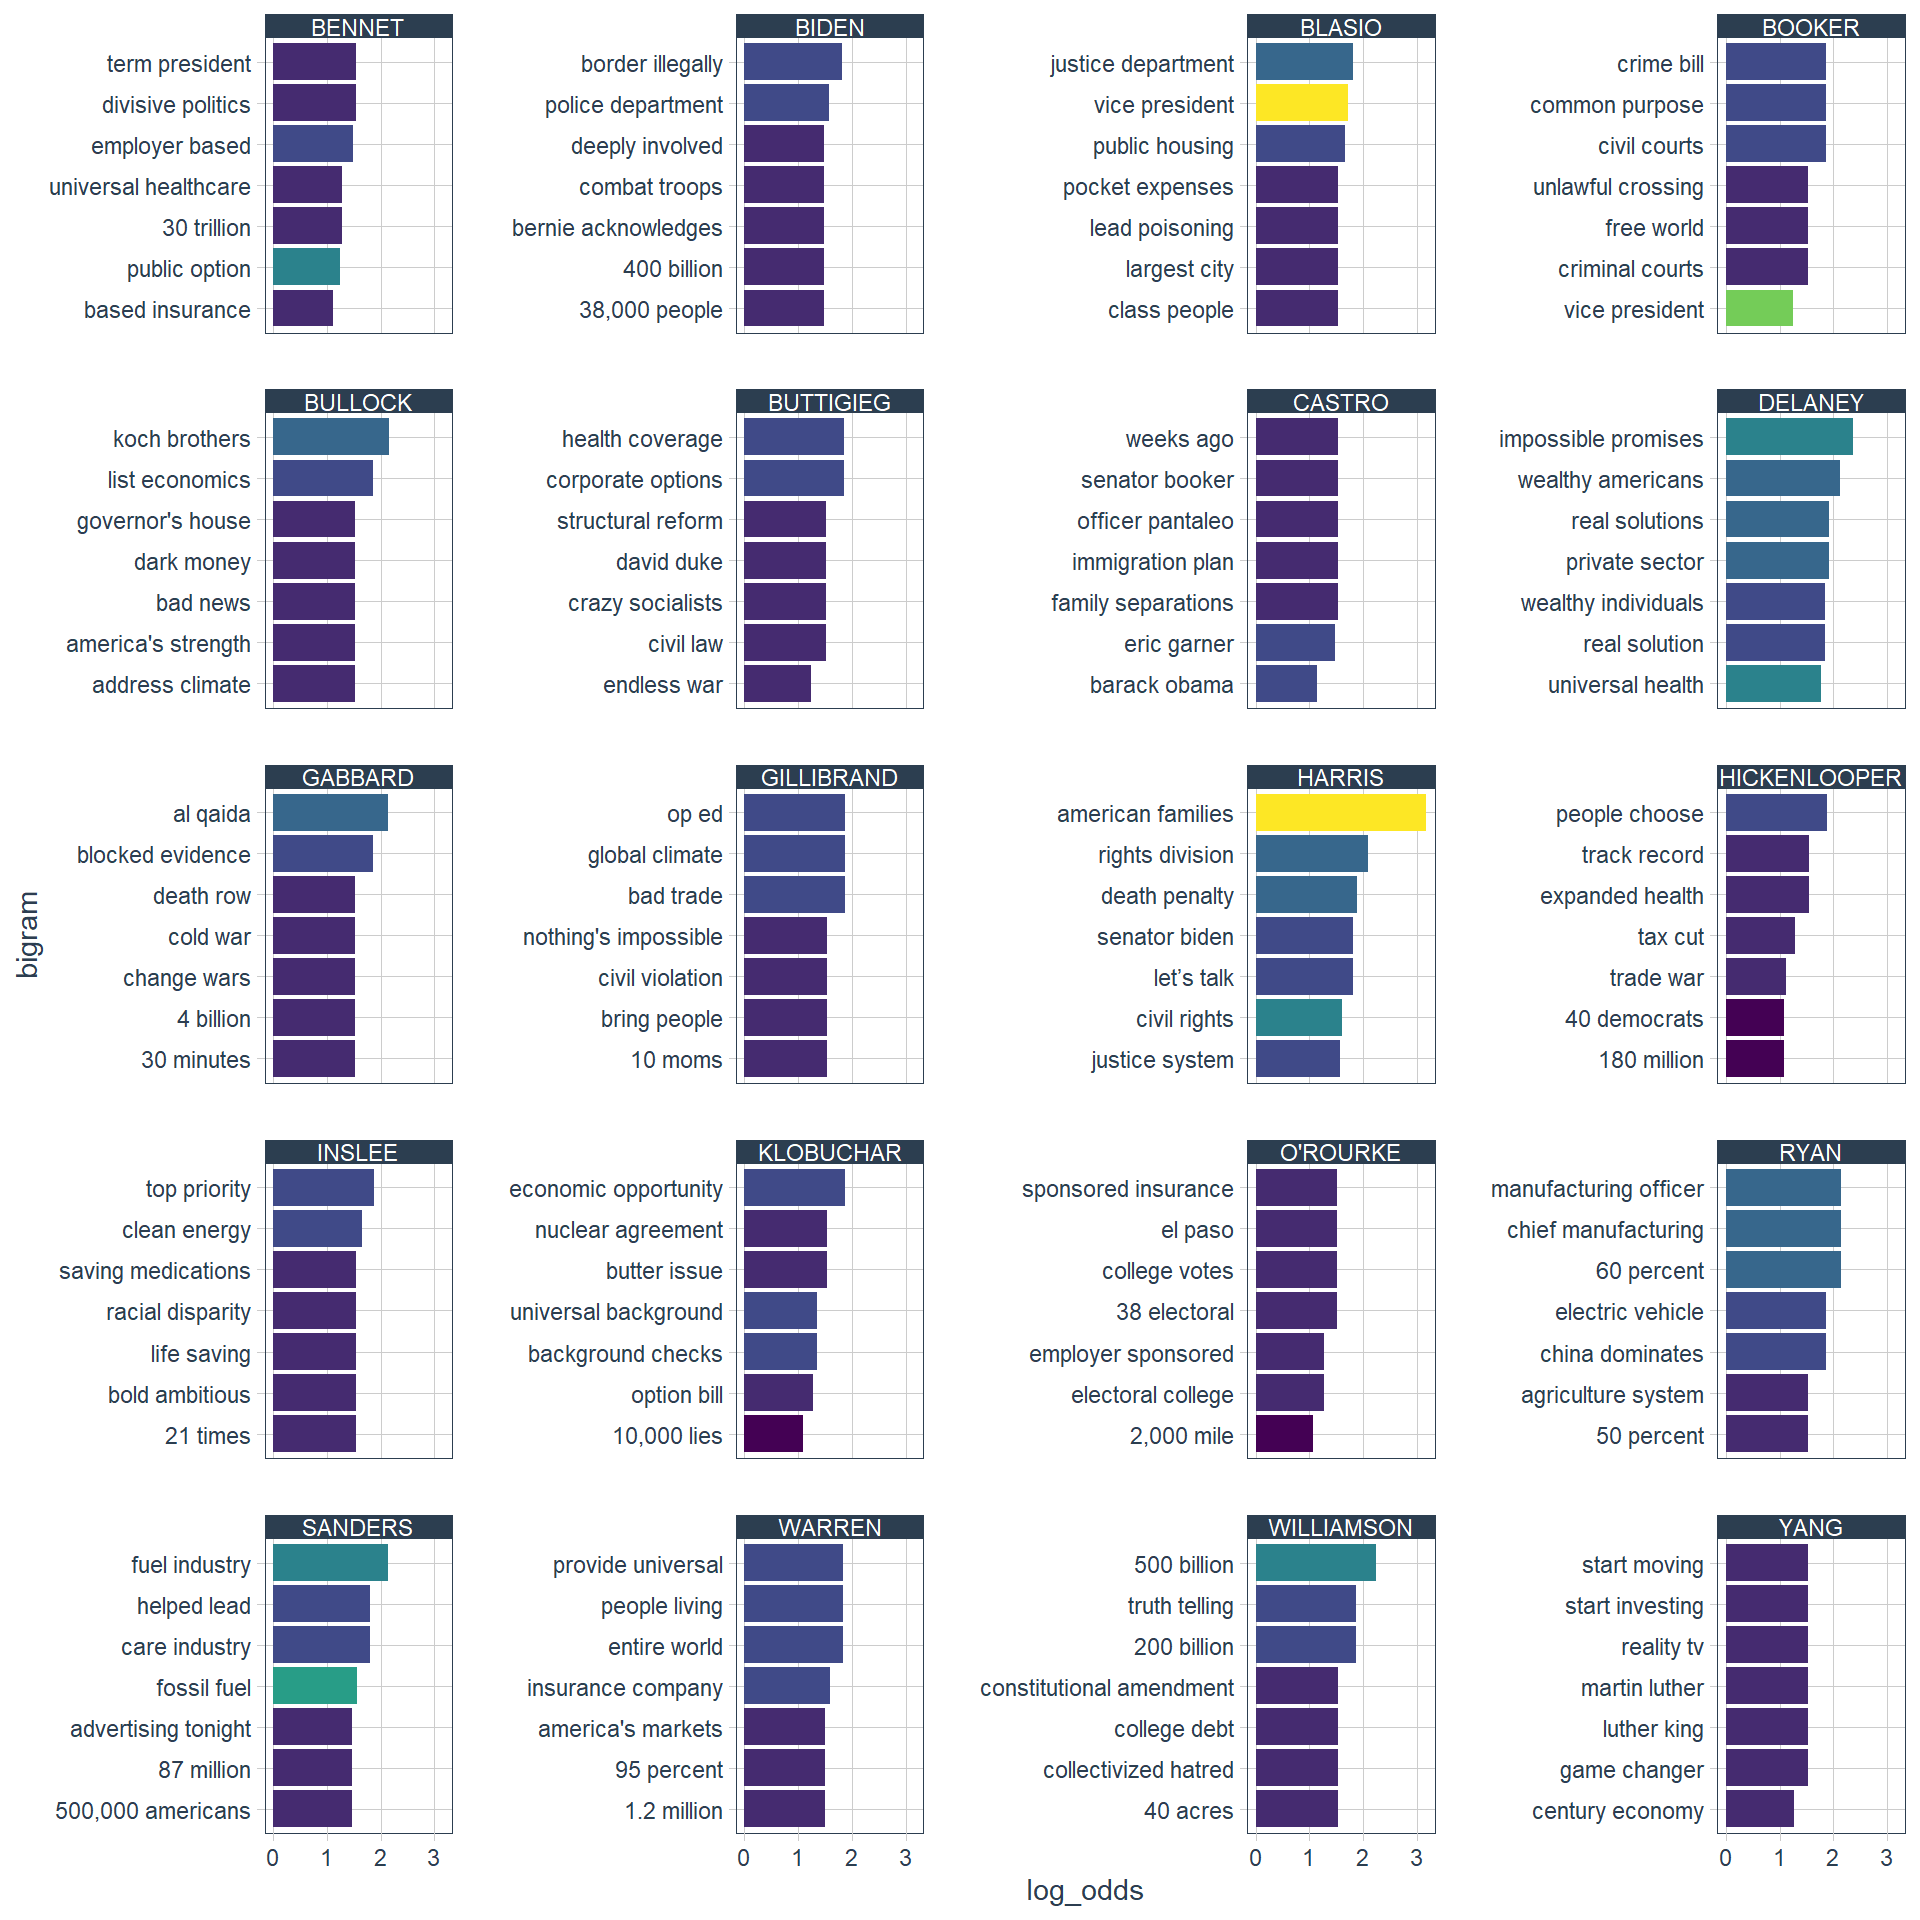 BENNET
term president
divisive politics
employer based
universal healthcare
30 trillion
public option
based insurance
BIDEN
border illegally
police department
deeply involved
combat troops
bernie acknowledges
400 billion
38,000 people
BLASIO
justice department
vice president
public housing
pocket expenses
lead poisoning
largest city
class people
BOOKER
crime bill
common purpose
civil courts
unlawful crossing
free world
criminal courts
vice president
BULLOCK
koch brothers
list economics
governor's house
dark money
bad news
america's strength
address climate
BUTTIGIEG
health coverage
corporate options
structural reform
david duke
crazy socialists
civil law
endless war
CASTRO
weeks ago
senator booker
officer pantaleo
immigration plan
family separations
eric garner
barack obama
DELANEY
impossible promises
wealthy americans
real solutions
private sector
wealthy individuals
real solution
universal health
bigram
GABBARD
al qaida
blocked evidence
death row
cold war
change wars
4 billion
30 minutes
GILLIBRAND
op ed
global climate
bad trade
nothing's impossible
civil violation
bring people
10 moms
HARRIS
american families
rights division
death penalty
senator biden
let’s talk
civil rights
justice system
HICKENLOOPER
people choose
track record
expanded health
tax cut
trade war
40 democrats
180 million
INSLEE
top priority
clean energy
saving medications
racial disparity
life saving
bold ambitious
21 times
KLOBUCHAR
economic opportunity
nuclear agreement
butter issue
universal background
background checks
option bill
10,000 lies
O'ROURKE
sponsored insurance
el paso
college votes
38 electoral
employer sponsored
electoral college
2,000 mile
RYAN
manufacturing officer
chief manufacturing
60 percent
electric vehicle
china dominates
agriculture system
50 percent
SANDERS
fuel industry
helped lead
care industry
fossil fuel
advertising tonight
87 million
500,000 americans
WARREN
provide universal
people living
entire world
insurance company
america's markets
95 percent
1.2 million
WILLIAMSON
500 billion
truth telling
200 billion
constitutional amendment
college debt
collectivized hatred
40 acres
YANG
start moving
start investing
reality tv
martin luther
luther king
game changer
century economy
0 1 2 3
0 1 2 3
0 1 2 3
0 1 2 3
log_odds